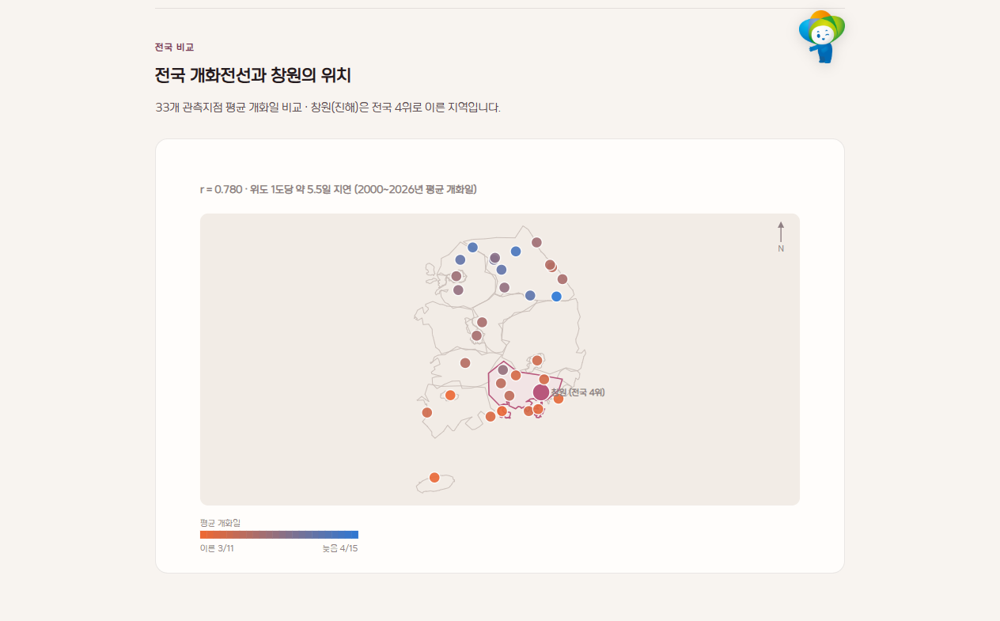 전국 비교
전국 개화전선과 창원의 위치
33개 관측지점 평균 개화일 비교 · 창원(진해)은 전국 4위로 이른 지역입니다.
r = 0.780 · 위도 1도당 약 5.5일 지연 (2000~2026년 평균 개화일)
N
창원 (전국 4위)
평균 개화일
이른 3/11
늦음 4/15